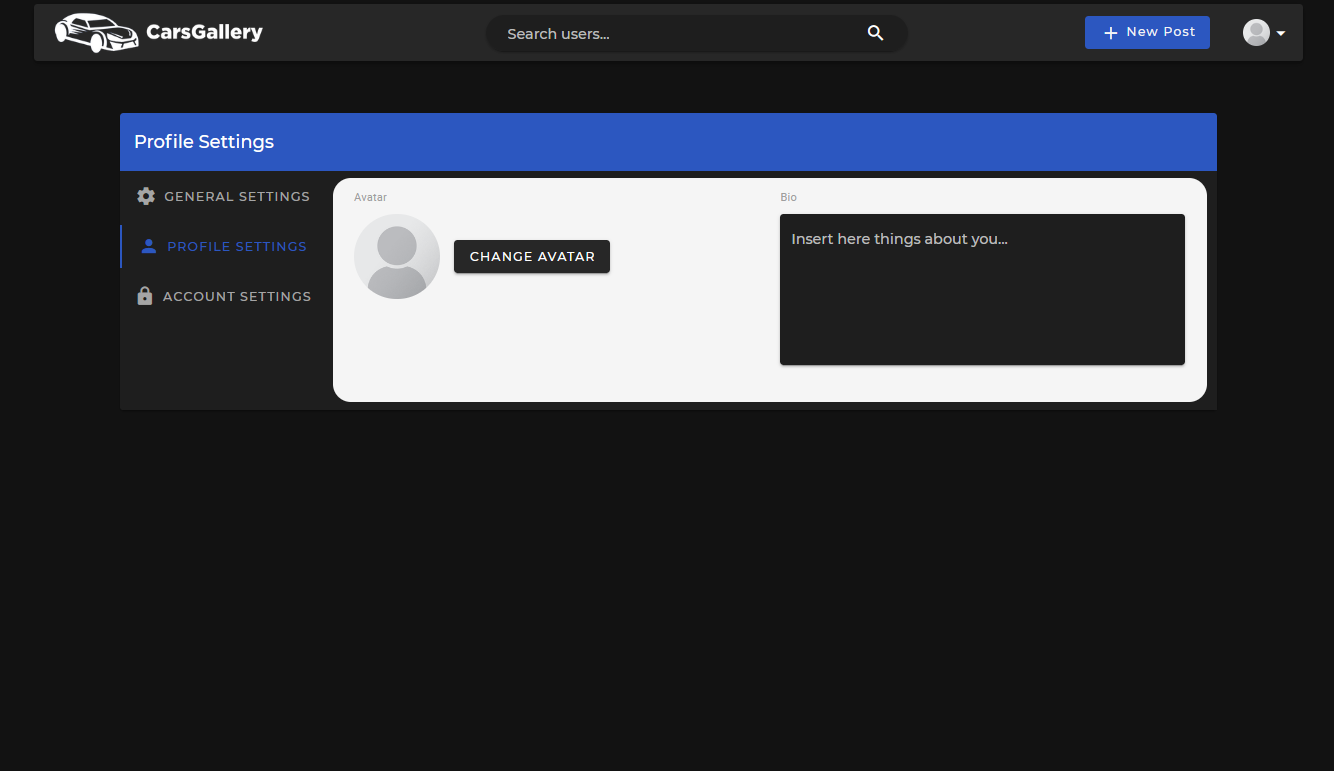 CarsGallery
Search users...
New Post
Profile Settings
GENERAL SETTINGS
PROFILE SETTINGS
ACCOUNT SETTINGS
Avatar
CHANGE AVATAR
Bio
Insert here things about you...